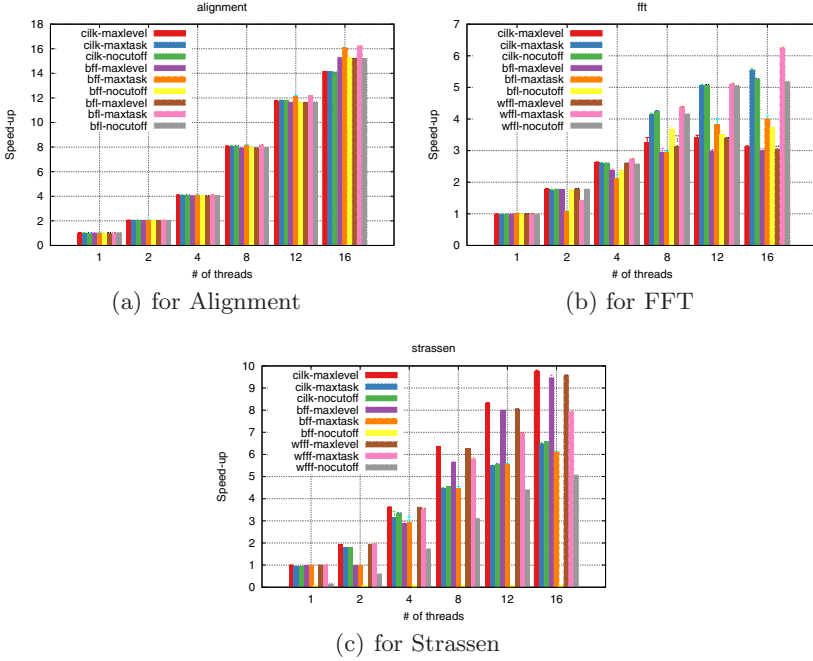 alignment
18
16
14
12
10
8
6
4
2
0
Speed-up
cilk-maxlevel
cilk-maxtask
cilk-nocutoff
bff-maxlevel
bff-maxtask
bff-nocutoff
bfl-maxlevel
bfl-maxtask
bfl-nocutoff
1 2 4 8 12 16
# of threads
(a) for Alignment
fft
7
6
5
4
3
2
1
0
Speed-up
cilk-maxlevel
cilk-maxtask
cilk-nocutoff
bfl-maxlevel
bfl-maxtask
bfl-nocutoff
wffl-maxlevel
wffl-maxtask
wffl-nocutoff
1 2 4 8 12 16
# of threads
(b) for FFT
strassen
10
9
8
7
6
5
4
3
2
1
0
Speed-up
cilk-maxlevel
cilk-maxtask
cilk-nocutoff
bff-maxlevel
bff-maxtask
bff-nocutoff
wfff-maxlevel
wfff-maxtask
wfff-nocutoff
1 2 4 8 12 16
# of threads
(c) for Strassen